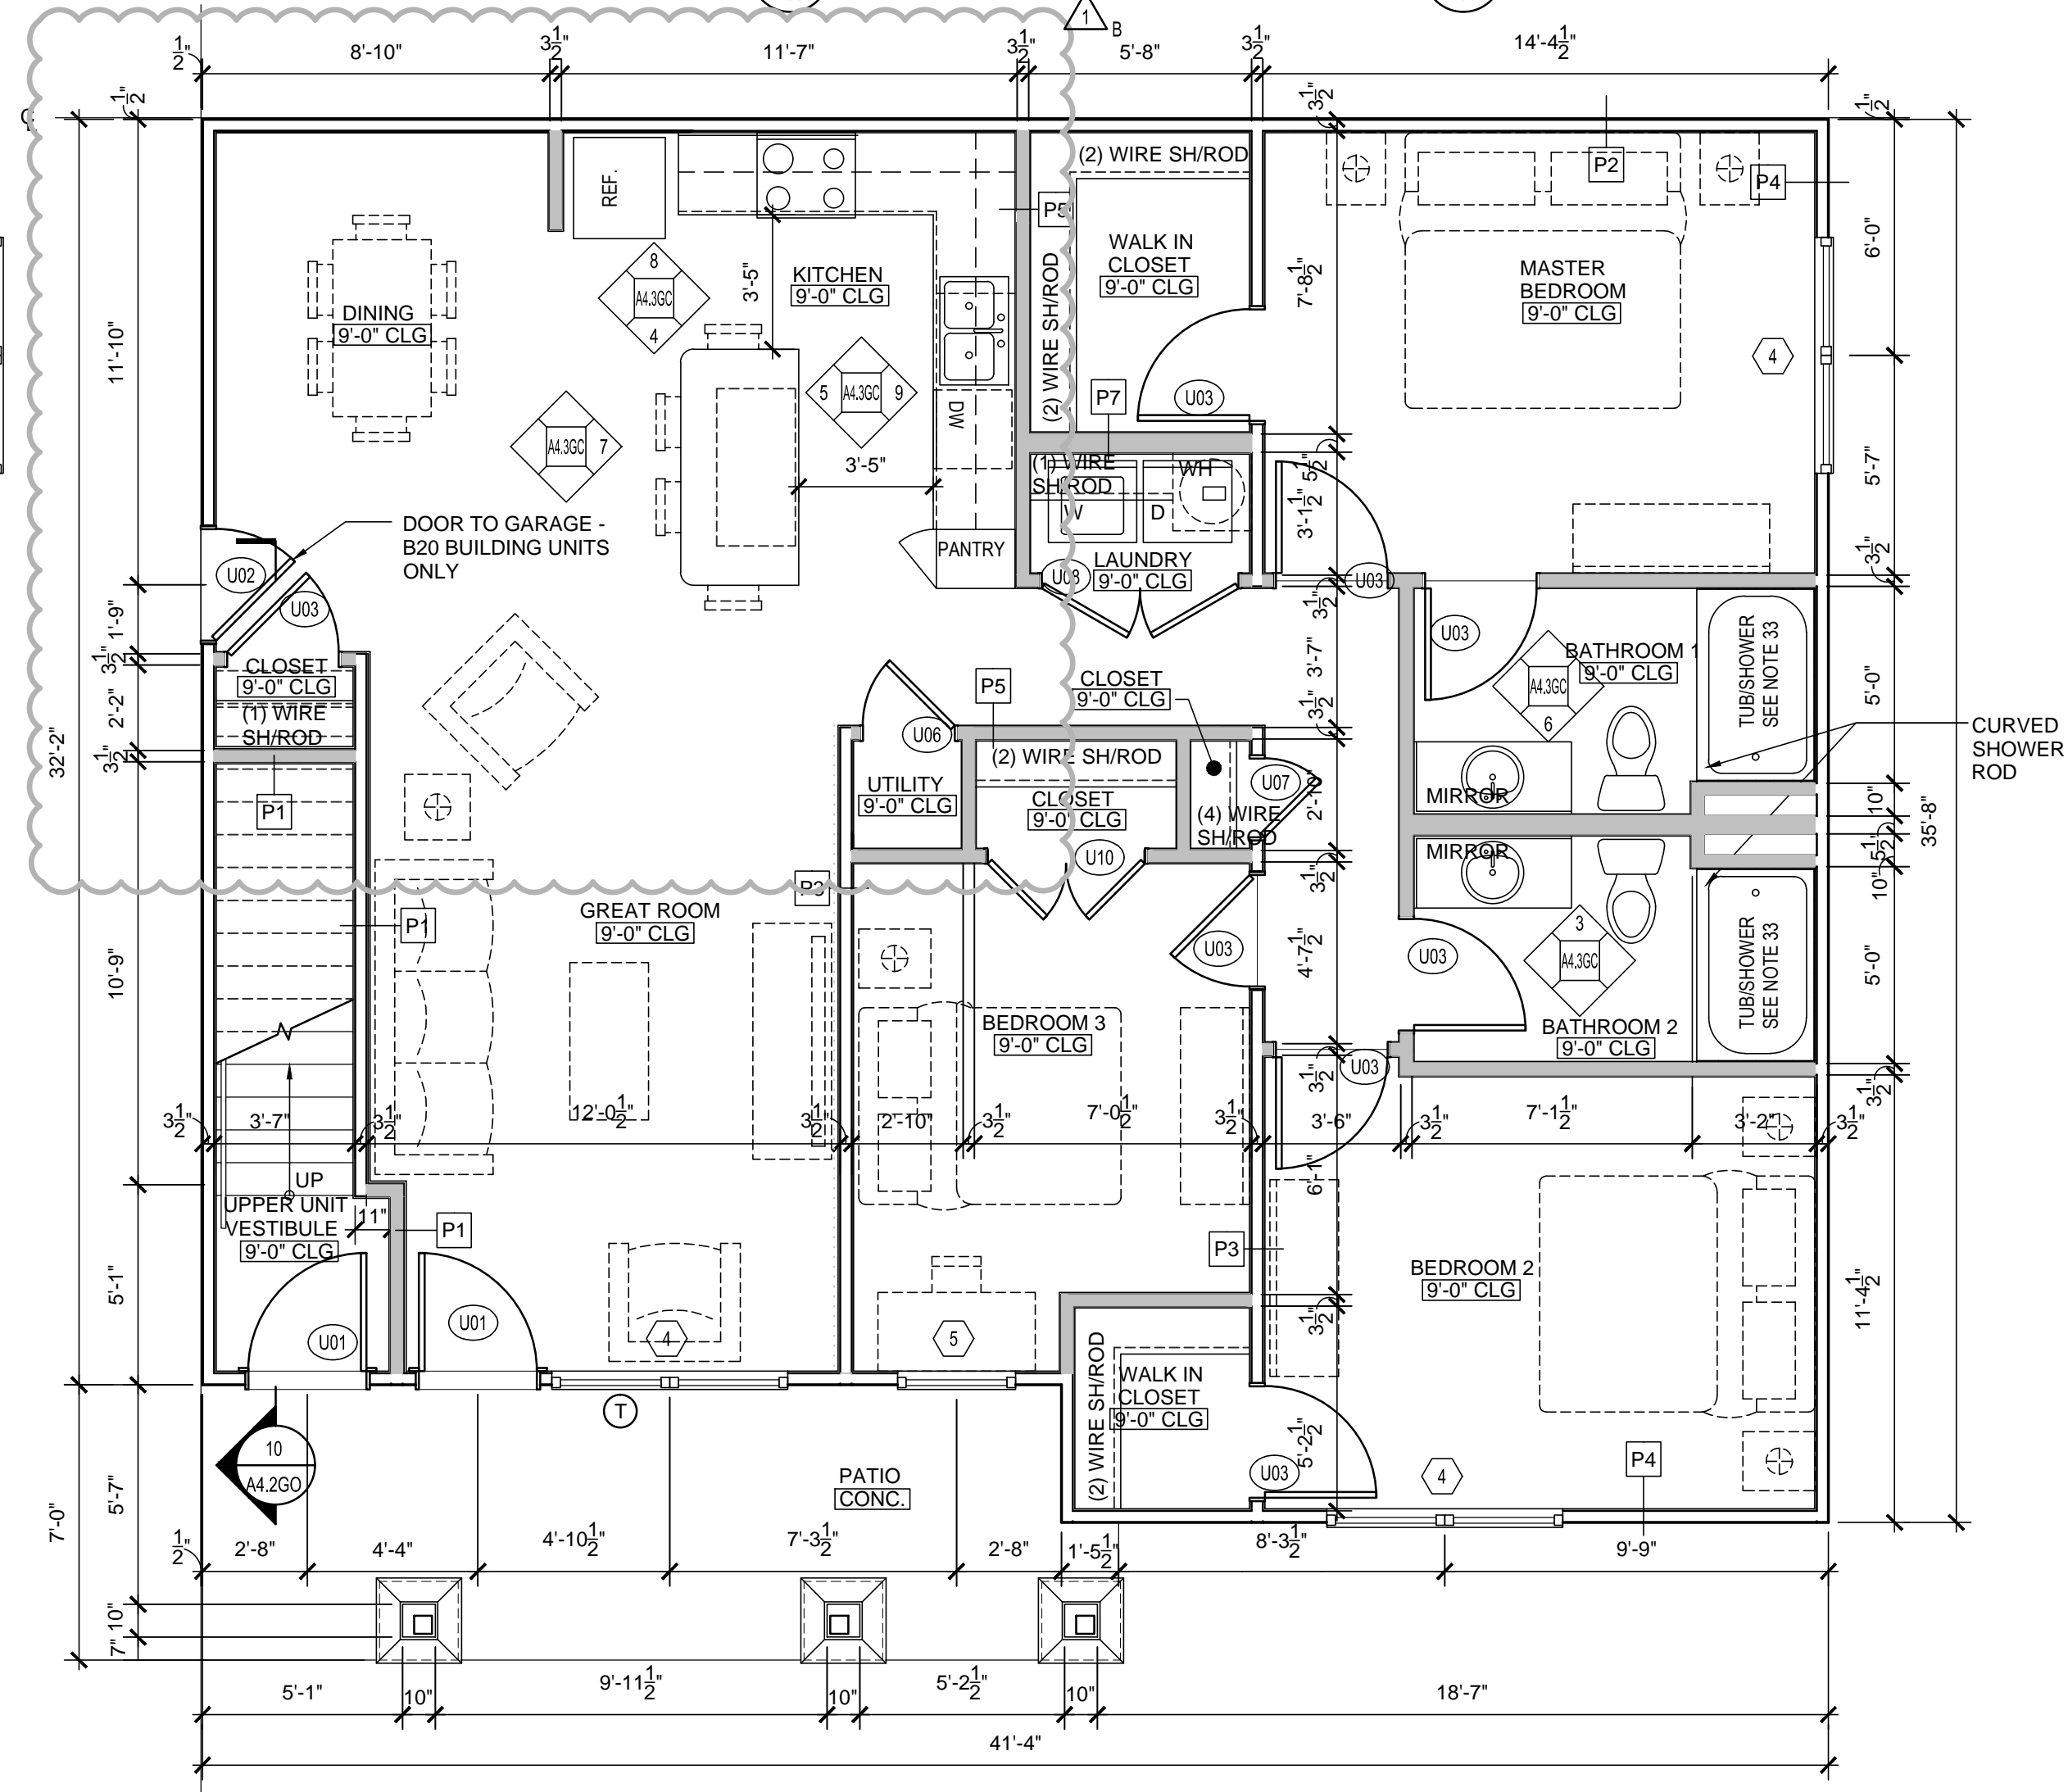 1
B
1/2"
8'-10"
3 1/2"
11'-7"
3 1/2"
5'-8"
3 1/2"
14'-4 1/2"
1/2"
3 1/2"
1/2"
(2) WIRE SH/ROD
REF.
P5
P2
P4
6'-0"
8
A4.3GC
4
3'-5"
KITCHEN
9'-0" CLG
WALK IN
CLOSET
9'-0" CLG
(2) WIRE SH/ROD
7'-8 1/2"
MASTER
BEDROOM
9'-0" CLG
4
DINING
9'-0" CLG
11'-10"
5
A4.3GC
9
DW
P7
U03
A4.3GC
7
3'-5"
(1) WIRE
SH/ROD
WH
W
D
5 1/2"
3'-1 1/2"
5'-7"
DOOR TO GARAGE -
B20 BUILDING UNITS
ONLY
PANTRY
LAUNDRY
9'-0" CLG
U08
U03
3 1/2"
3 1/2"
U02
U03
1'-9"
3 1/2"
CLOSET
9'-0" CLG
(1) WIRE
SH/ROD
2'-2"
3 1/2"
32'-2"
P1
3'-7"
3 1/2"
U03
BATHROOM 1
9'-0" CLG
A4.3GC
6
TUB/SHOWER
SEE NOTE 33
5'-0"
CURVED
SHOWER
ROD
P5
CLOSET
9'-0" CLG
U06
(2) WIRE SH/ROD
UTILITY
9'-0" CLG
CLOSET
9'-0" CLG
U07
(4) WIRE
SH/ROD
2'-10"
MIRROR
MIRROR
10"
5 1/2"
10"
35'-8"
U10
3 1/2"
P3
P1
GREAT ROOM
9'-0" CLG
U03
4'-7 1/2"
U03
3
A4.3GC
TUB/SHOWER
SEE NOTE 33
5'-0"
10'-9"
BEDROOM 3
9'-0" CLG
BATHROOM 2
9'-0" CLG
U03
3 1/2"
3 1/2"
3 1/2"
3'-7"
3 1/2"
12'-0 1/2"
3 1/2"
2'-10"
3 1/2"
7'-0 1/2"
3 1/2"
3'-6"
3 1/2"
7'-1 1/2"
3'-2"
3 1/2"
6'-1"
UP
UPPER UNIT
VESTIBULE
9'-0" CLG
11"
P1
P3
BEDROOM 2
9'-0" CLG
11'-4 1/2"
5'-1"
U01
U01
4
5
3 1/2"
T
(2) WIRE SH/ROD
WALK IN
CLOSET
9'-0" CLG
5'-2 1/2"
U03
4
P4
10
A4.2GO
PATIO
CONC.
5'-7"
7'-0"
1/2"
2'-8"
4'-4"
4'-10 1/2"
7'-3 1/2"
2'-8"
1'-5 1/2"
8'-3 1/2"
9'-9"
10"
7"
5'-1"
10"
9'-11 1/2"
10"
5'-2 1/2"
10"
18'-7"
41'-4"